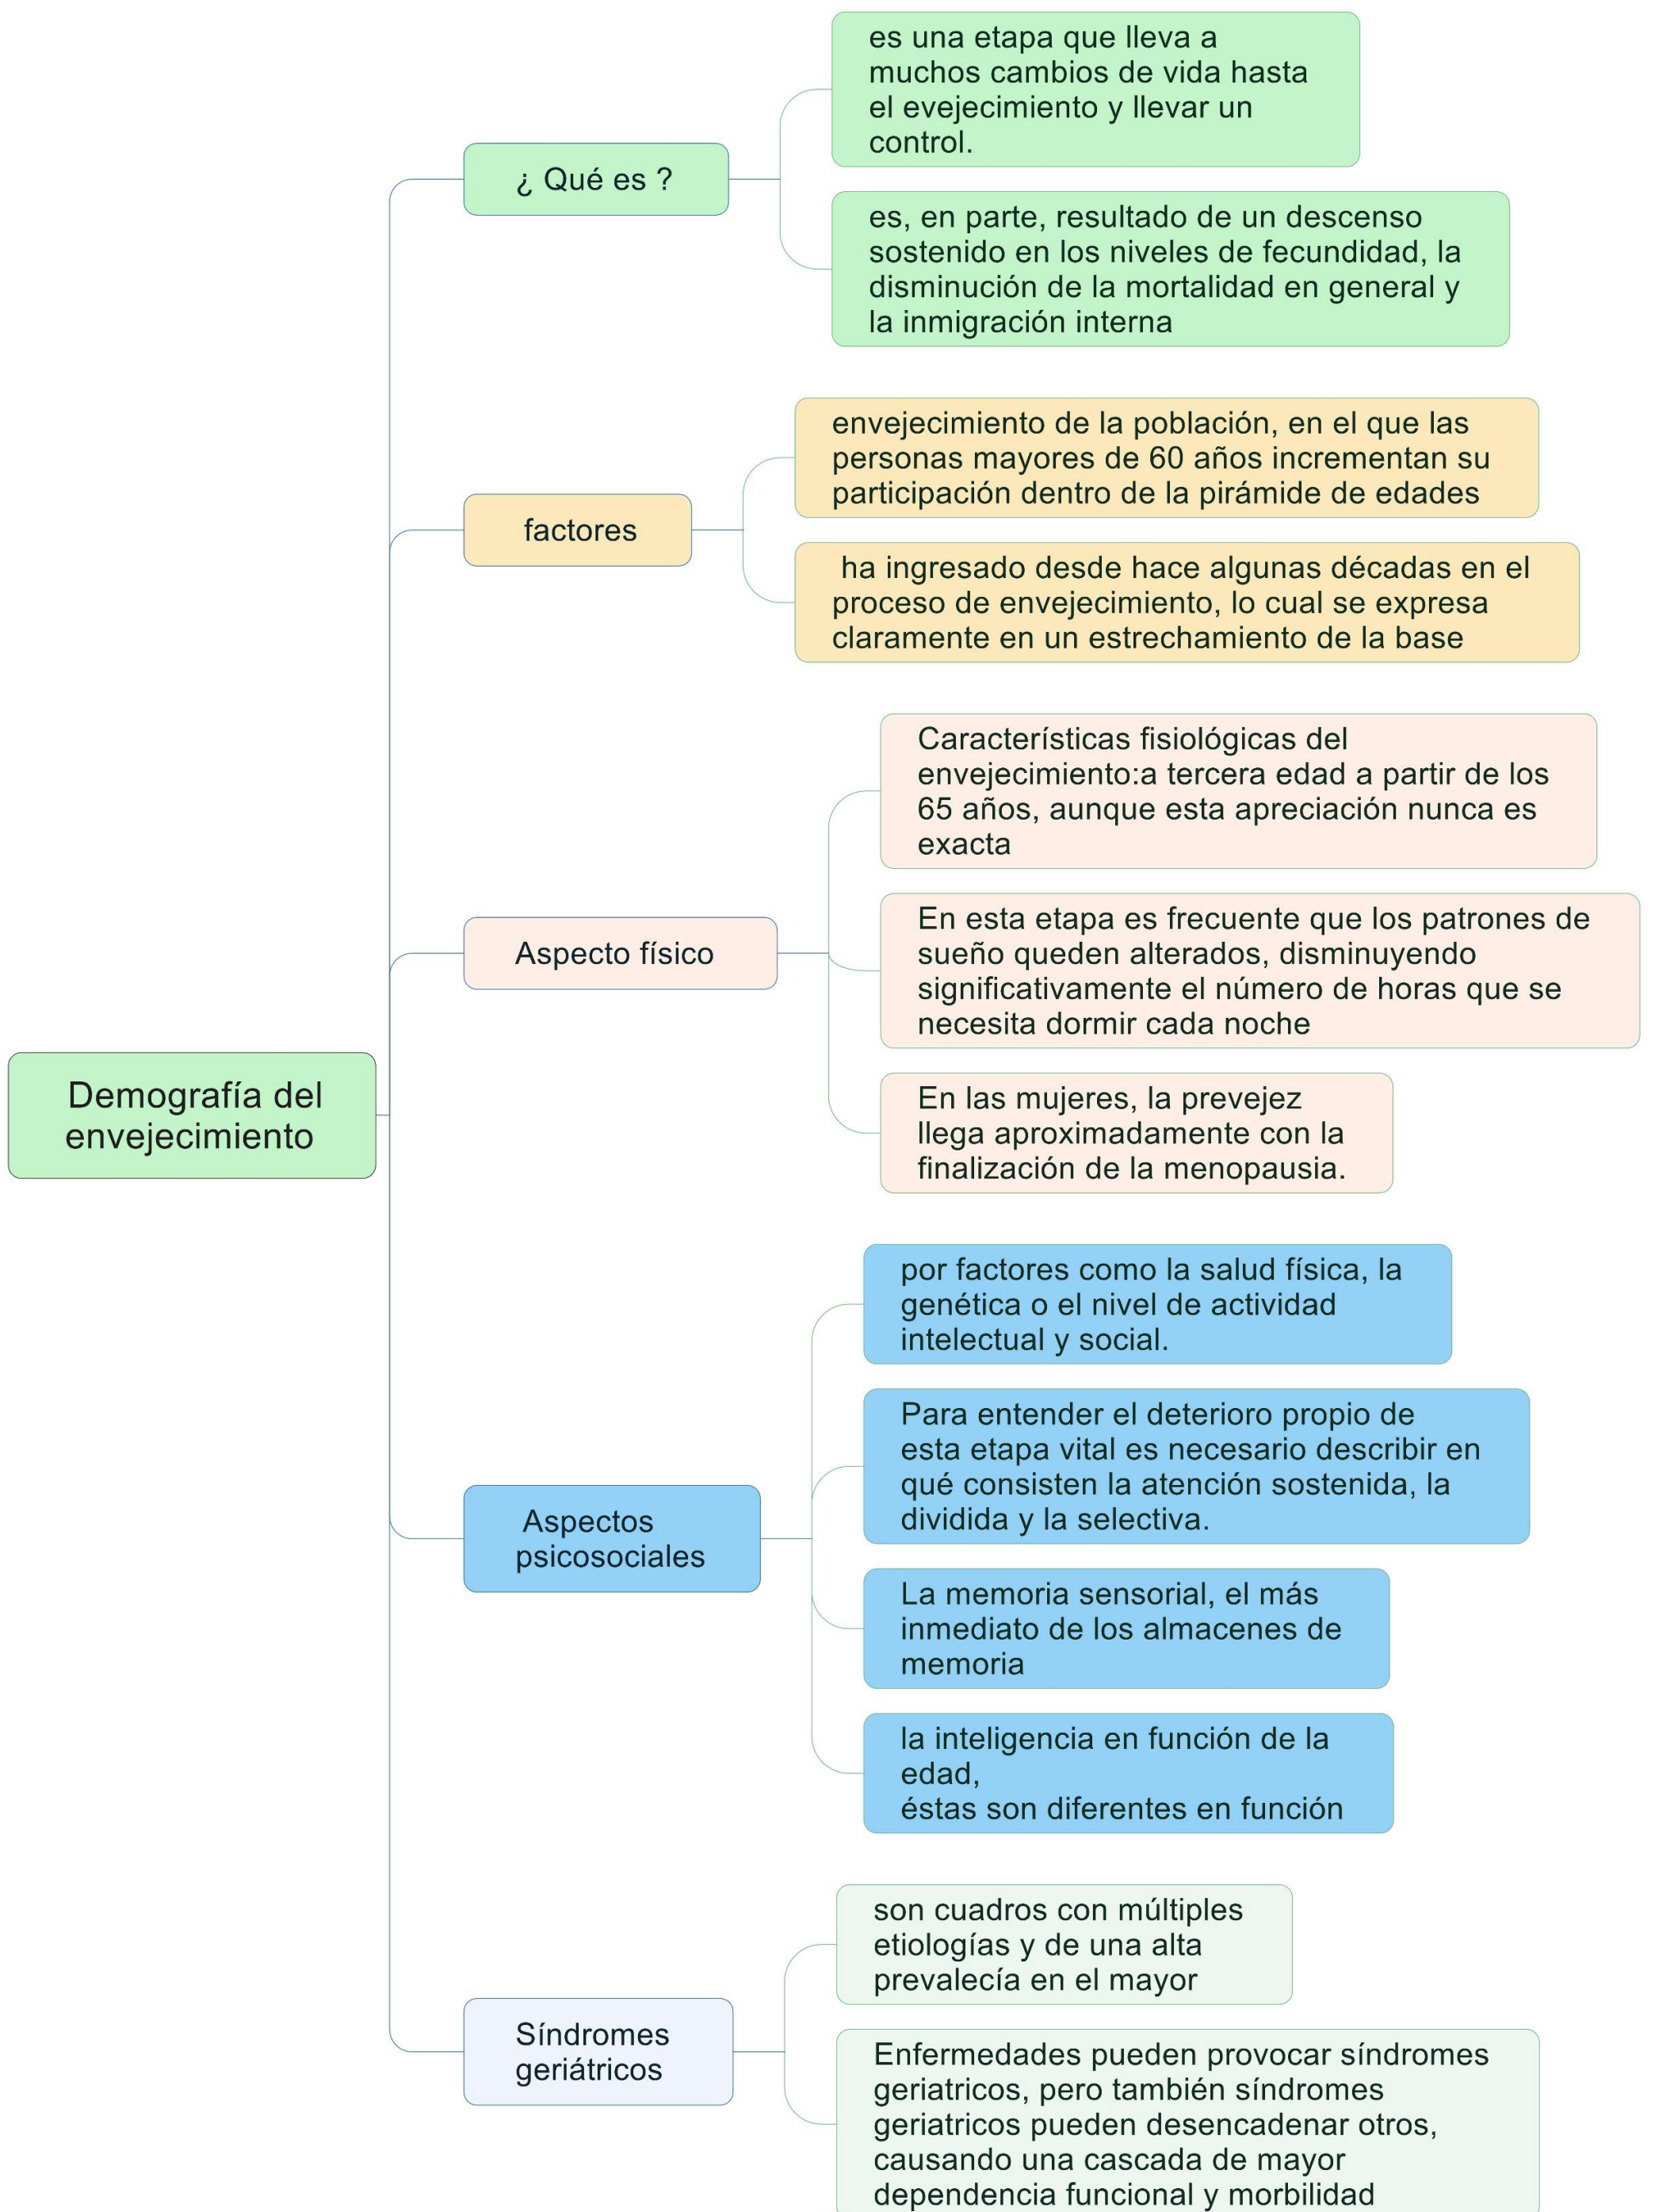 es una etapa que lleva a
muchos cambios de vida hasta
el evejecimiento y llevar un
control.
¿ Qué es ?
es, en parte, resultado de un descenso
sostenido en los niveles de fecundidad, la
disminución de la mortalidad en general y
la inmigración interna
envejecimiento de la población, en el que las
personas mayores de 60 años incrementan su
participación dentro de la pirámide de edades
factores
ha ingresado desde hace algunas décadas en el
proceso de envejecimiento, lo cual se expresa
claramente en un estrechamiento de la base
Características fisiológicas del
envejecimiento:a tercera edad a partir de los
65 años, aunque esta apreciación nunca es
exacta
Aspecto físico
En esta etapa es frecuente que los patrones de
sueño queden alterados, disminuyendo
significativamente el número de horas que se
necesita dormir cada noche
En las mujeres, la prevejez
llega aproximadamente con la
finalización de la menopausia.
Demografía del
envejecimiento
por factores como la salud física, la
genética o el nivel de actividad
intelectual y social.
Para entender el deterioro propio de
esta etapa vital es necesario describir en
qué consisten la atención sostenida, la
dividida y la selectiva.
Aspectos
psicosociales
La memoria sensorial, el más
inmediato de los almacenes de
memoria
la inteligencia en función de la
edad,
éstas son diferentes en función
son cuadros con múltiples
etiologías y de una alta
prevalecía en el mayor
Síndromes
geriátricos
Enfermedades pueden provocar síndromes
geriatricos, pero también síndromes
geriatricos pueden desencadenar otros,
causando una cascada de mayor
dependencia funcional y morbilidad